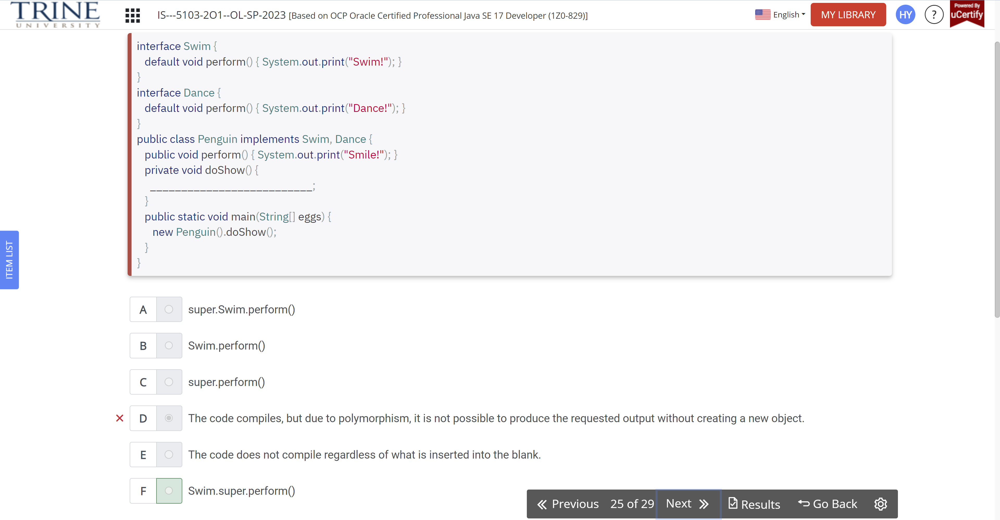 TRINE
UNIVERSITY
IS---5103-2O1--OL-SP-2023 [Based on OCP Oracle Certified Professional Java SE 17 Developer (1Z0-829)]
English
MY LIBRARY
HY
?
Powered By
uCertify
interface Swim {
default void perform() { System.out.print("Swim!"); }
}
interface Dance {
default void perform() { System.out.print("Dance!"); }
}
public class Penguin implements Swim, Dance {
public void perform() { System.out.print("Smile!"); }
private void doShow() {
__________________________;
}
public static void main(String[] eggs) {
new Penguin().doShow();
}
}
ITEM LIST
A super.Swim.perform()
B Swim.perform()
C super.perform()
D The code compiles, but due to polymorphism, it is not possible to produce the requested output without creating a new object.
E The code does not compile regardless of what is inserted into the blank.
F Swim.super.perform()
Previous 25 of 29 Next Results Go Back